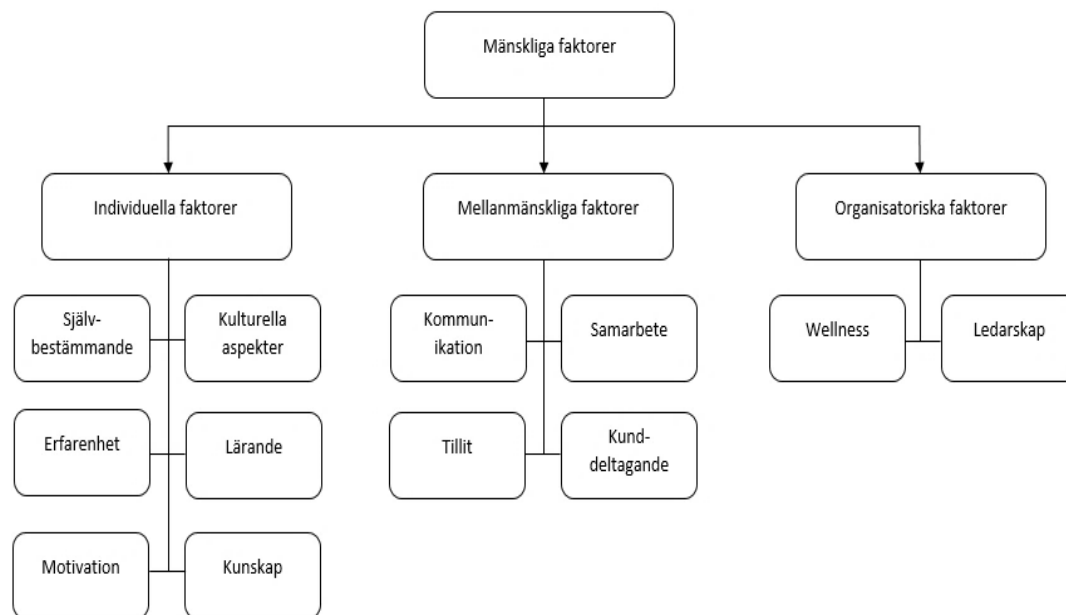 Mänskliga faktorer
Individuella faktorer
Mellanmänskliga faktorer
Organisatoriska faktorer
Själv-
bestämmande
Kulturella
aspekter
Kommun-
ikation
Samarbete
Wellness
Ledarskap
Erfarenhet
Lärande
Tillit
Kund-
deltagande
Motivation
Kunskap